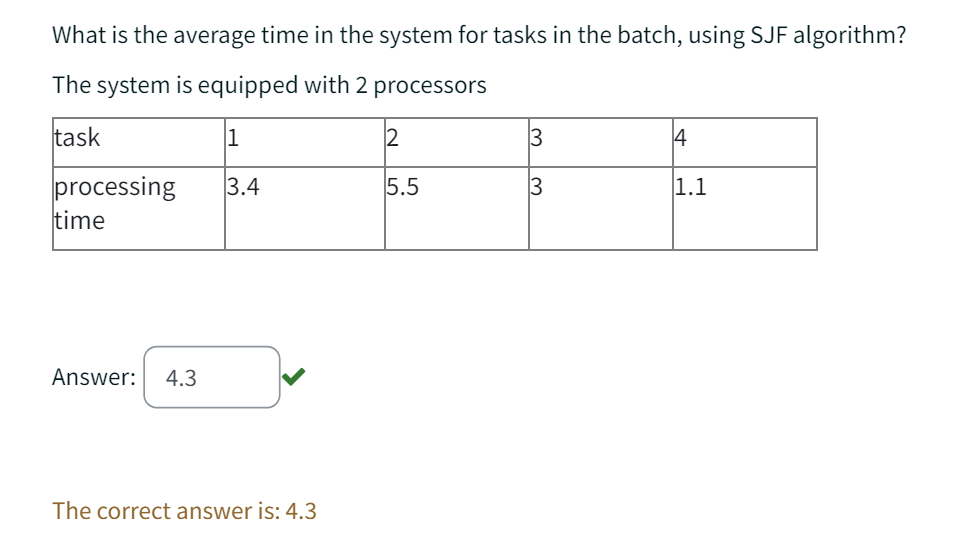 What is the average time in the system for tasks in the batch, using SJF algorithm?
The system is equipped with 2 processors
task 1 2 3 4
processing 3.4 5.5 3 1.1
time
Answer: 4.3
The correct answer is: 4.3